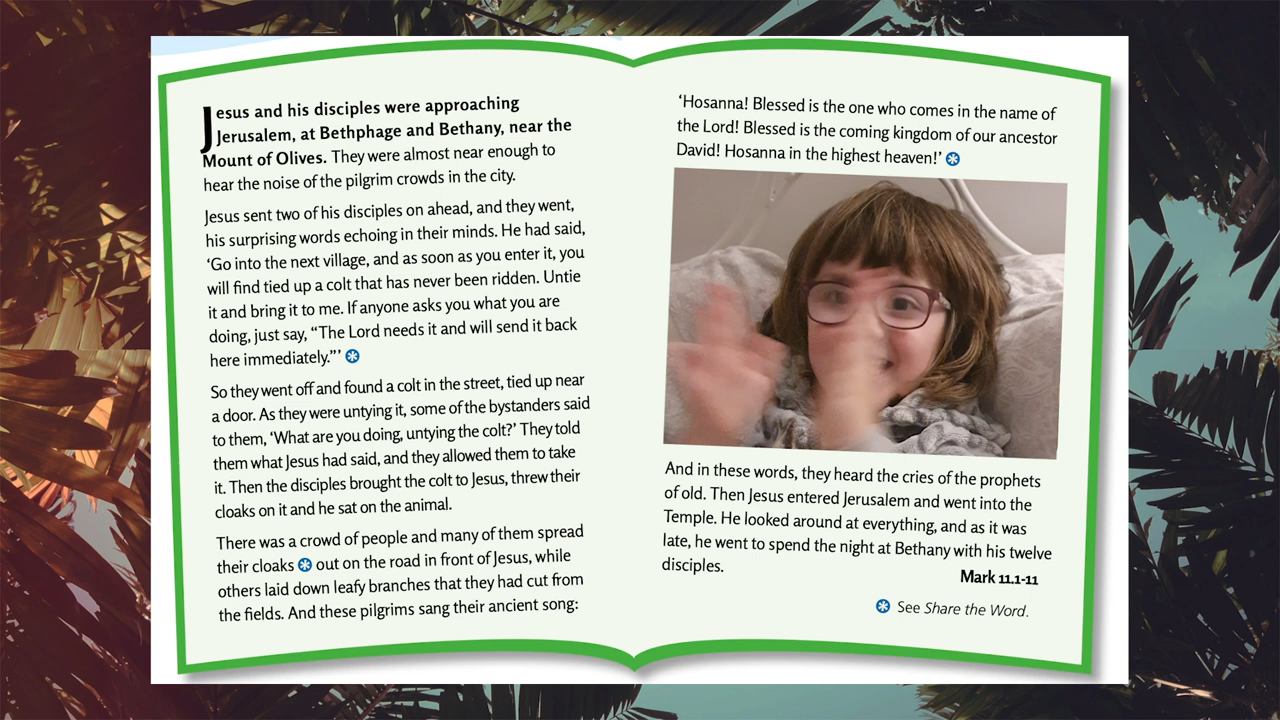 Jesus and his disciples were approaching
Jerusalem, at Bethphage and Bethany, near the
Mount of Olives. They were almost near enough to
hear the noise of the pilgrim crowds in the city.
Jesus sent two of his disciples on ahead, and they went,
his surprising words echoing in their minds. He had said,
‘Go into the next village, and as soon as you enter it, you
will find tied up a colt that has never been ridden. Untie
it and bring it to me. If anyone asks you what you are
doing, just say, “The Lord needs it and will send it back
here immediately.”’
So they went off and found a colt in the street, tied up near
a door. As they were untying it, some of the bystanders said
to them, ‘What are you doing, untying the colt?’ They told
them what Jesus had said, and they allowed them to take
it. Then the disciples brought the colt to Jesus, threw their
cloaks on it and he sat on the animal.
There was a crowd of people and many of them spread
their cloaks out on the road in front of Jesus, while
others laid down leafy branches that they had cut from
the fields. And these pilgrims sang their ancient song:
‘Hosanna! Blessed is the one who comes in the name of
the Lord! Blessed is the coming kingdom of our ancestor
David! Hosanna in the highest heaven!’
And in these words, they heard the cries of the prophets
of old. Then Jesus entered Jerusalem and went into the
Temple. He looked around at everything, and as it was
late, he went to spend the night at Bethany with his twelve
disciples.
Mark 11.1-11
See Share the Word.